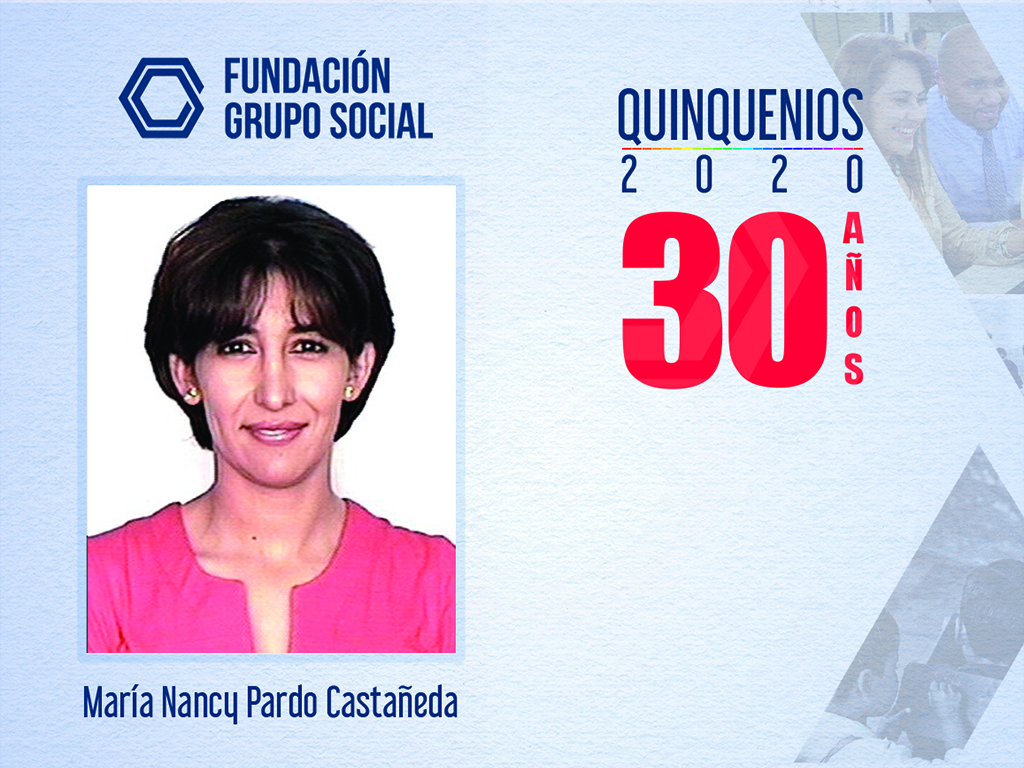 FUNDACIÓN
GRUPO SOCIAL
QUINQUENIOS
2020
30 AÑOS
María Nancy Pardo Castañeda